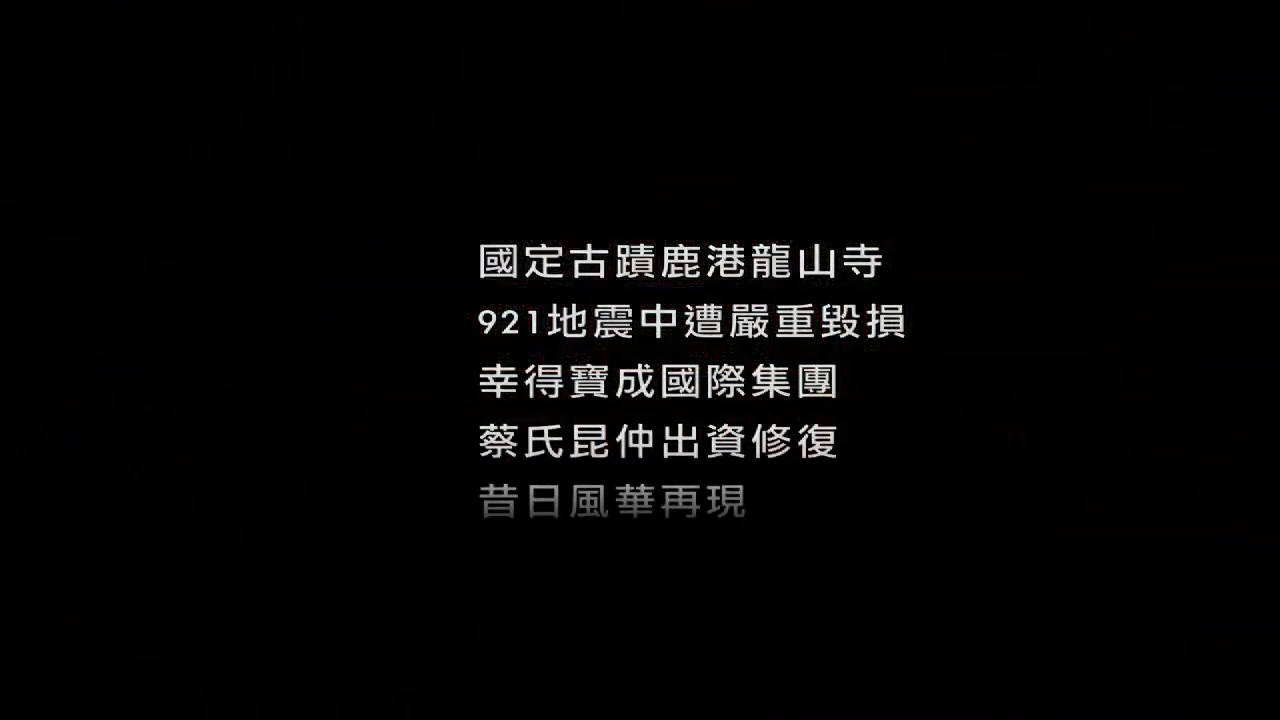 國定古蹟鹿港龍山寺
921地震中遭嚴重毀損
幸得寶成國際集團
蔡氏昆仲出資修復
昔日風華再現